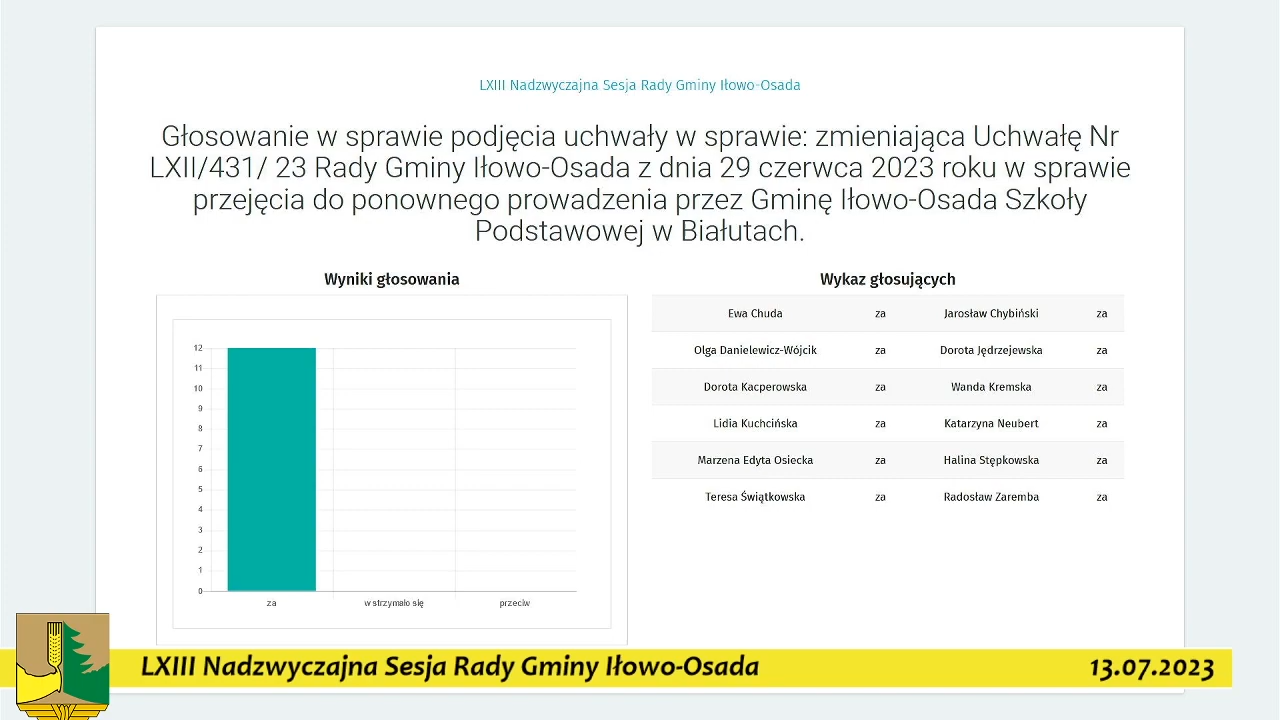 LXIII Nadzwyczajna Sesja Rady Gminy Iłowo-Osada
Głosowanie w sprawie podjęcia uchwały w sprawie: zmieniająca Uchwałę Nr
LXII/431/ 23 Rady Gminy Iłowo-Osada z dnia 29 czerwca 2023 roku w sprawie
przejęcia do ponownego prowadzenia przez Gminę Iłowo-Osada Szkoły
Podstawowej w Białutach.
Wyniki głosowania
12
11
10
9
8
7
6
5
4
3
2
1
0
za wstrzymało się przeciw
Wykaz głosujących
Ewa Chuda za Jarosław Chybiński za
Olga Danielewicz-Wójcik za Dorota Jędrzejewska za
Dorota Kacperowska za Wanda Kremska za
Lidia Kuchcińska za Katarzyna Neubert za
Marzena Edyta Osiecka za Halina Stępkowska za
Teresa Świątkowska za Radosław Zaremba za
LXIII Nadzwyczajna Sesja Rady Gminy Iłowo-Osada 13.07.2023